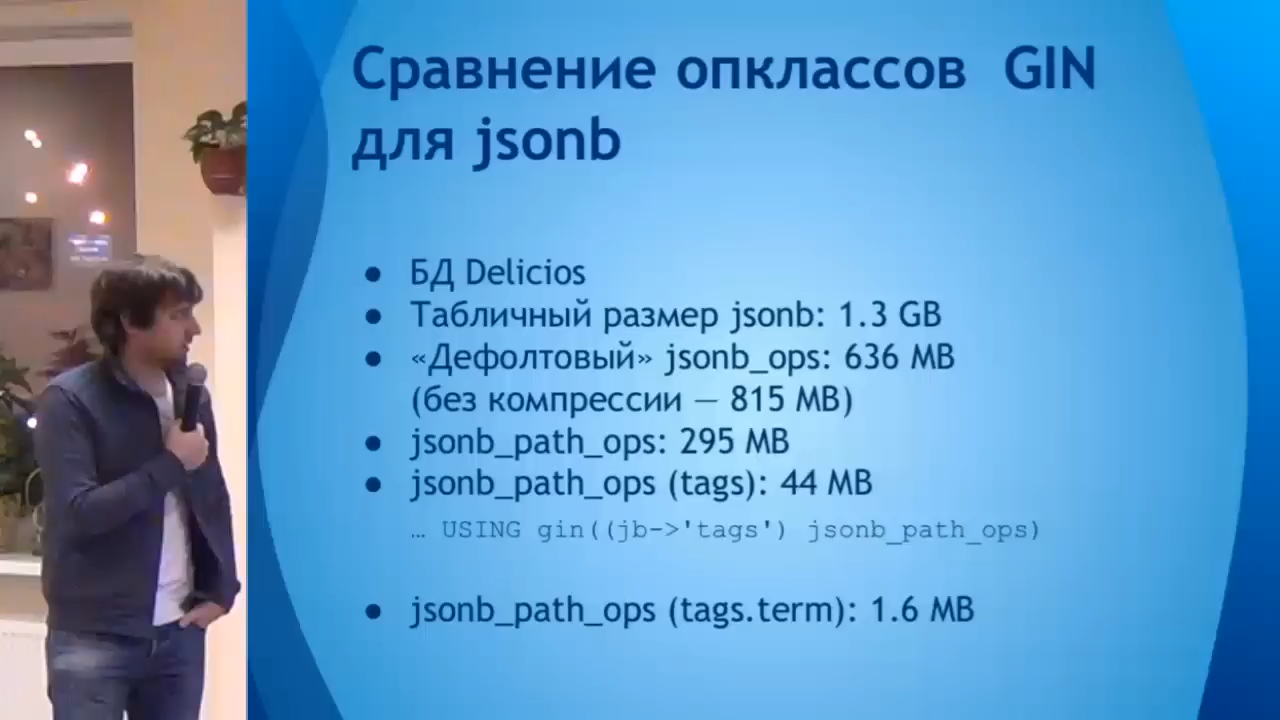 Сравнение опклассов GIN
для jsonb
● БД Delicios
● Табличный размер jsonb: 1.3 GB
● «Дефолтовый» jsonb_ops: 636 MB
(без компрессии — 815 MB)
● jsonb_path_ops: 295 MB
● jsonb_path_ops (tags): 44 MB
… USING gin((jb->'tags') jsonb_path_ops)
● jsonb_path_ops (tags.term): 1.6 MB